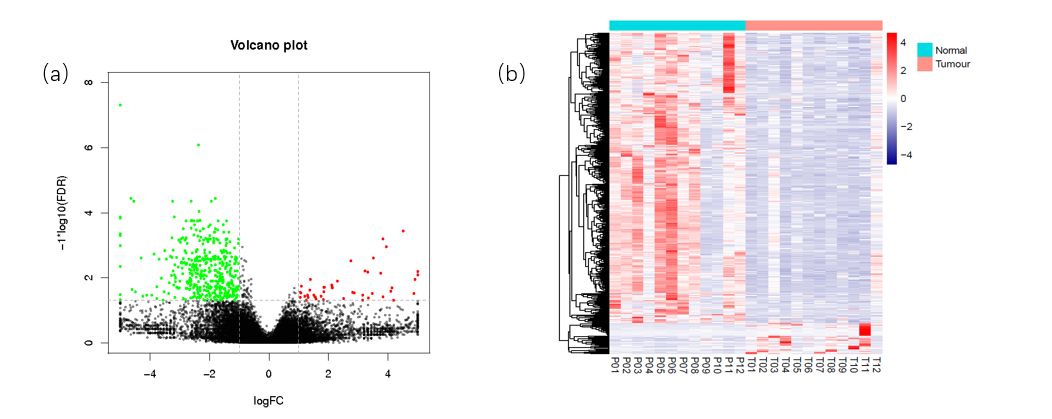 Volcano plot
(a)
8
6
4
2
0
−1*log10(FDR)
−4 −2 0 2 4
logFC
(b)
4
2
0
−2
−4
Normal
Tumour
P01 P02 P03 P04 P05 P06 P07 P08 P09 P10 P11 P12 T01 T02 T03 T04 T05 T06 T07 T08 T09 T10 T11 T12